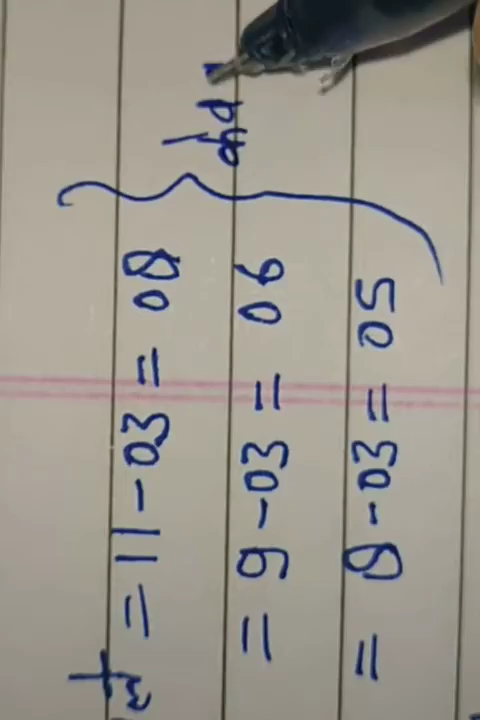 = 11 - 03 = 08
= 9 - 03 = 06
= 8 - 03 = 05